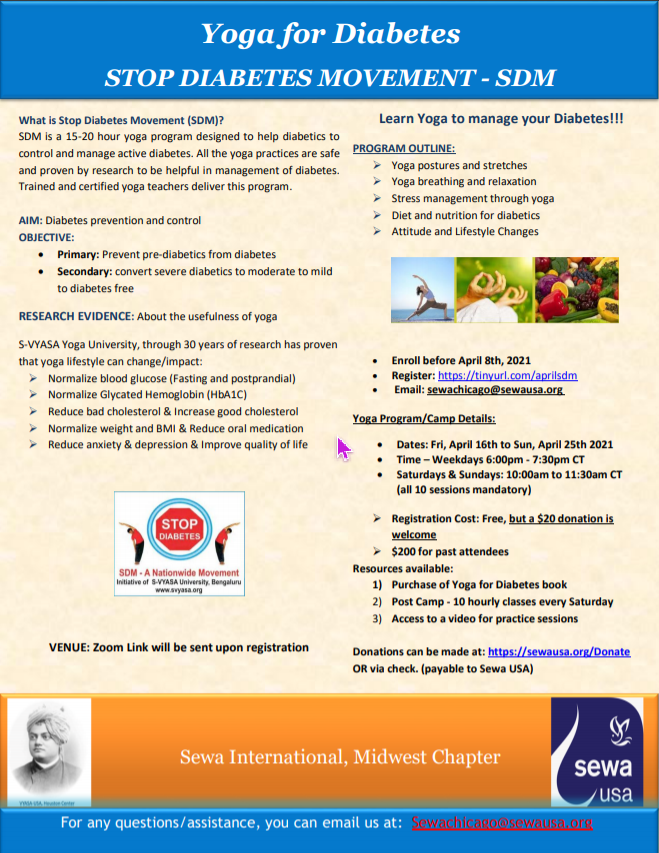 Yoga for Diabetes
STOP DIABETES MOVEMENT - SDM
What is Stop Diabetes Movement (SDM)?
SDM is a 15-20 hour yoga program designed to help diabetics to
control and manage active diabetes. All the yoga practices are safe
and proven by research to be helpful in management of diabetes.
Trained and certified yoga teachers deliver this program.
AIM: Diabetes prevention and control
OBJECTIVE:
• Primary: Prevent pre-diabetics from diabetes
• Secondary: convert severe diabetics to moderate to mild
to diabetes free
RESEARCH EVIDENCE: About the usefulness of yoga
S-VYASA Yoga University, through 30 years of research has proven
that yoga lifestyle can change/impact:
➢ Normalize blood glucose (Fasting and postprandial)
➢ Normalize Glycated Hemoglobin (HbA1C)
➢ Reduce bad cholesterol & Increase good cholesterol
➢ Normalize weight and BMI & Reduce oral medication
➢ Reduce anxiety & depression & Improve quality of life
STOP
DIABETES
SDM - A Nationwide Movement
Initiative of S-VYASA University, Bengaluru
www.svyasa.org
VENUE: Zoom Link will be sent upon registration
Learn Yoga to manage your Diabetes!!!
PROGRAM OUTLINE:
➢ Yoga postures and stretches
➢ Yoga breathing and relaxation
➢ Stress management through yoga
➢ Diet and nutrition for diabetics
➢ Attitude and Lifestyle Changes
• Enroll before April 8th, 2021
• Register: https://tinyurl.com/aprilsdm
• Email: sewachicago@sewausa.org
Yoga Program/Camp Details:
• Dates: Fri, April 16th to Sun, April 25th 2021
• Time – Weekdays 6:00pm - 7:30pm CT
• Saturdays & Sundays: 10:00am to 11:30am CT
(all 10 sessions mandatory)
➢ Registration Cost: Free, but a $20 donation is
welcome
➢ $200 for past attendees
Resources available:
1) Purchase of Yoga for Diabetes book
2) Post Camp - 10 hourly classes every Saturday
3) Access to a video for practice sessions
Donations can be made at: https://sewausa.org/Donate
OR via check. (payable to Sewa USA)
VYASA USA, Houston Center
Sewa International, Midwest Chapter
sewa
usa
For any questions/assistance, you can email us at: Sewachicago@sewausa.org